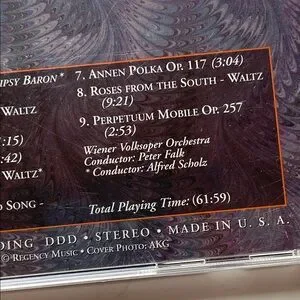 IPSY BARON*
WALTZ
:15)
:42)
WALTZ*
O SONG -
7. ANNEN POLKA OP. 117 (3:04)
8. ROSES FROM THE SOUTH - WALTZ
(9:21)
9. PERPETUUM MOBILE OP. 257
(2:53)
Wiener Volksoper Orchestra
Conductor: Peter Falk
* Conductor: Alfred Scholz
Total Playing Time: (61:59)
DING DDD • STEREO • MADE IN U. S. A.
© REGENCY MUSIC • COVER PHOTO: AKG